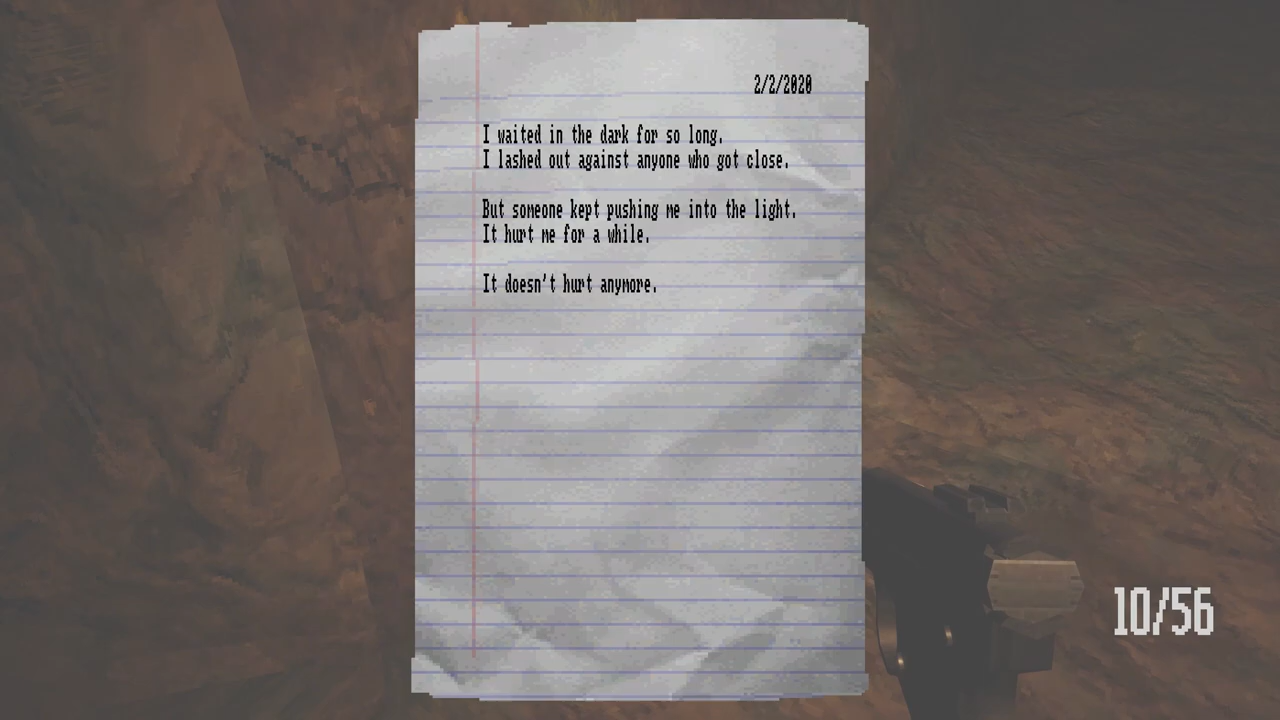 2/2/2020
I waited in the dark for so long.
I lashed out against anyone who got close.
But someone kept pushing me into the light.
It hurt me for a while.
It doesn't hurt anymore.
10/56